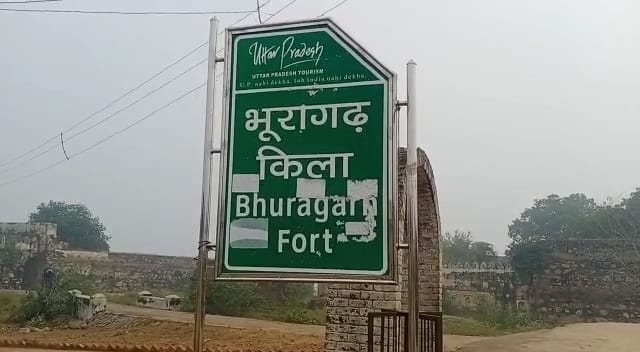 Uttar Pradesh
UTTAR PRADESH TOURISM
U.P. nahi dekha, toh India nahi dekha.
भूरागढ़
किला
Bhuragarh
Fort